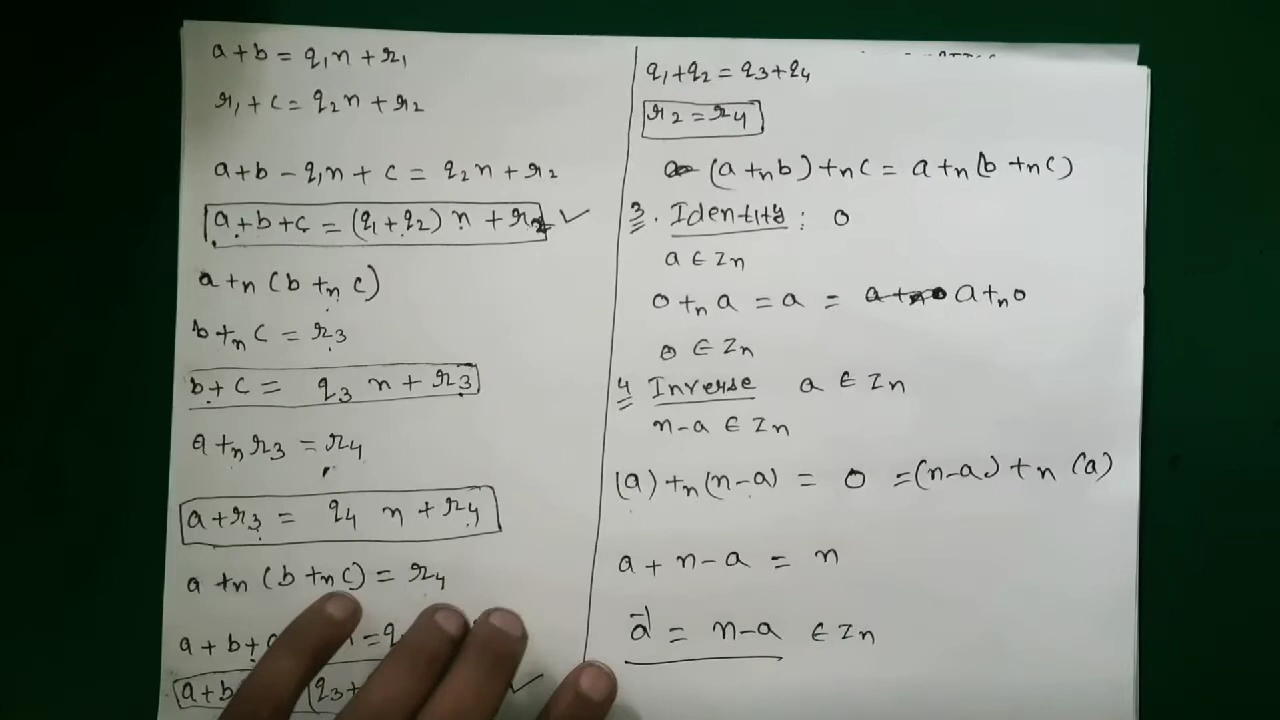 a + b = q₁n + r₁
r₁ + c = q₂n + r₂
a+b - q₁n + c = q₂n + r₂
a+b+c = (q₁+q₂) n + r₂ ✓
a +n (b +n c)
b +n c = r₃
b + c = q₃ n + r₃
a +n r₃ = r₄
a + r₃ = q₄ n + r₄
a +n (b +n c) = r₄
a + b +
a+b (q₃+ ✓
q₁+q₂ = q₃+q₄
r₂ = r₄
(a +n b) +n c = a +n (b +n c)
3. Identity : 0
a ∈ Zn
0 +n a = a = a +n 0
0 ∈ Zn
4 Inverse a ∈ Zn
n-a ∈ Zn
(a) +n (n-a) = 0 = (n-a) +n (a)
a + n - a = n
a⁻¹ = n-a ∈ Zn